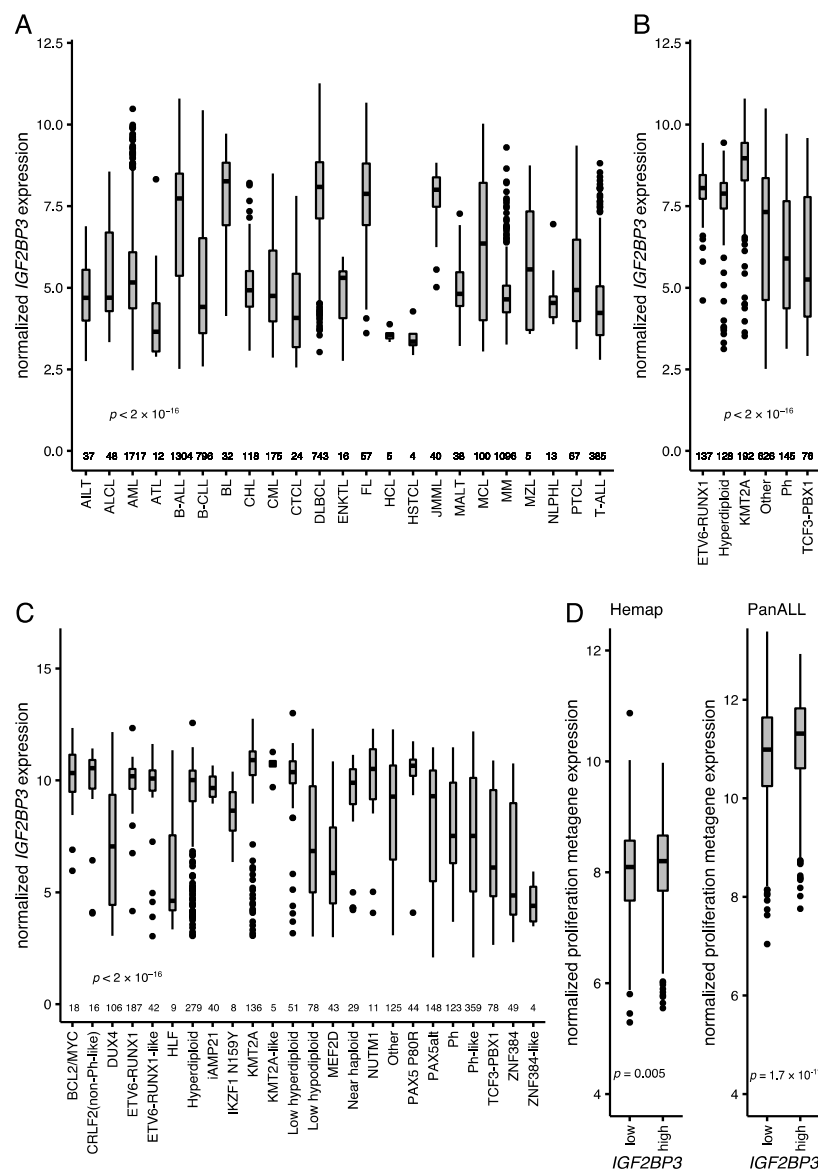 A
normalized IGF2BP3 expression
12.5
10.0
7.5
5.0
2.5
0.0
p < 2 × 10−16
37 48 1717 12 1304 796 32 118 175 24 743 16 57 5 4 40 38 100 1096 5 13 67 385
AILT ALCL AML ATL B-ALL B-CLL BL CHL CML CTCL DLBCL ENKTL FL HCL HSTCL JMML MALT MCL MM MZL NLPHL PTCL T-ALL
B
normalized IGF2BP3 expression
12.5
10.0
7.5
5.0
2.5
0.0
p < 2 × 10−16
137 128 192 626 145 76
ETV6-RUNX1 Hyperdiploid KMT2A Other Ph TCF3-PBX1
C
normalized IGF2BP3 expression
15
10
5
0
p < 2 × 10−16
18 16 106 187 42 9 279 40 8 136 5 51 78 43 29 11 125 44 148 123 359 78 49 4
BCL2/MYC CRLF2(non-Ph-like) DUX4 ETV6-RUNX1 ETV6-RUNX1-like HLF Hyperdiploid iAMP21 IKZF1 N159Y KMT2A KMT2A-like Low hyperdiploid Low hypodiploid MEF2D Near haploid NUTM1 Other PAX5 P80R PAX5alt Ph Ph-like TCF3-PBX1 ZNF384 ZNF384-like
D
Hemap
normalized proliferation metagene expression
12
10
8
6
4
p = 0.005
low high
IGF2BP3
PanALL
normalized proliferation metagene expression
12
10
8
6
4
p = 1.7 × 10−1
low high
IGF2BP3